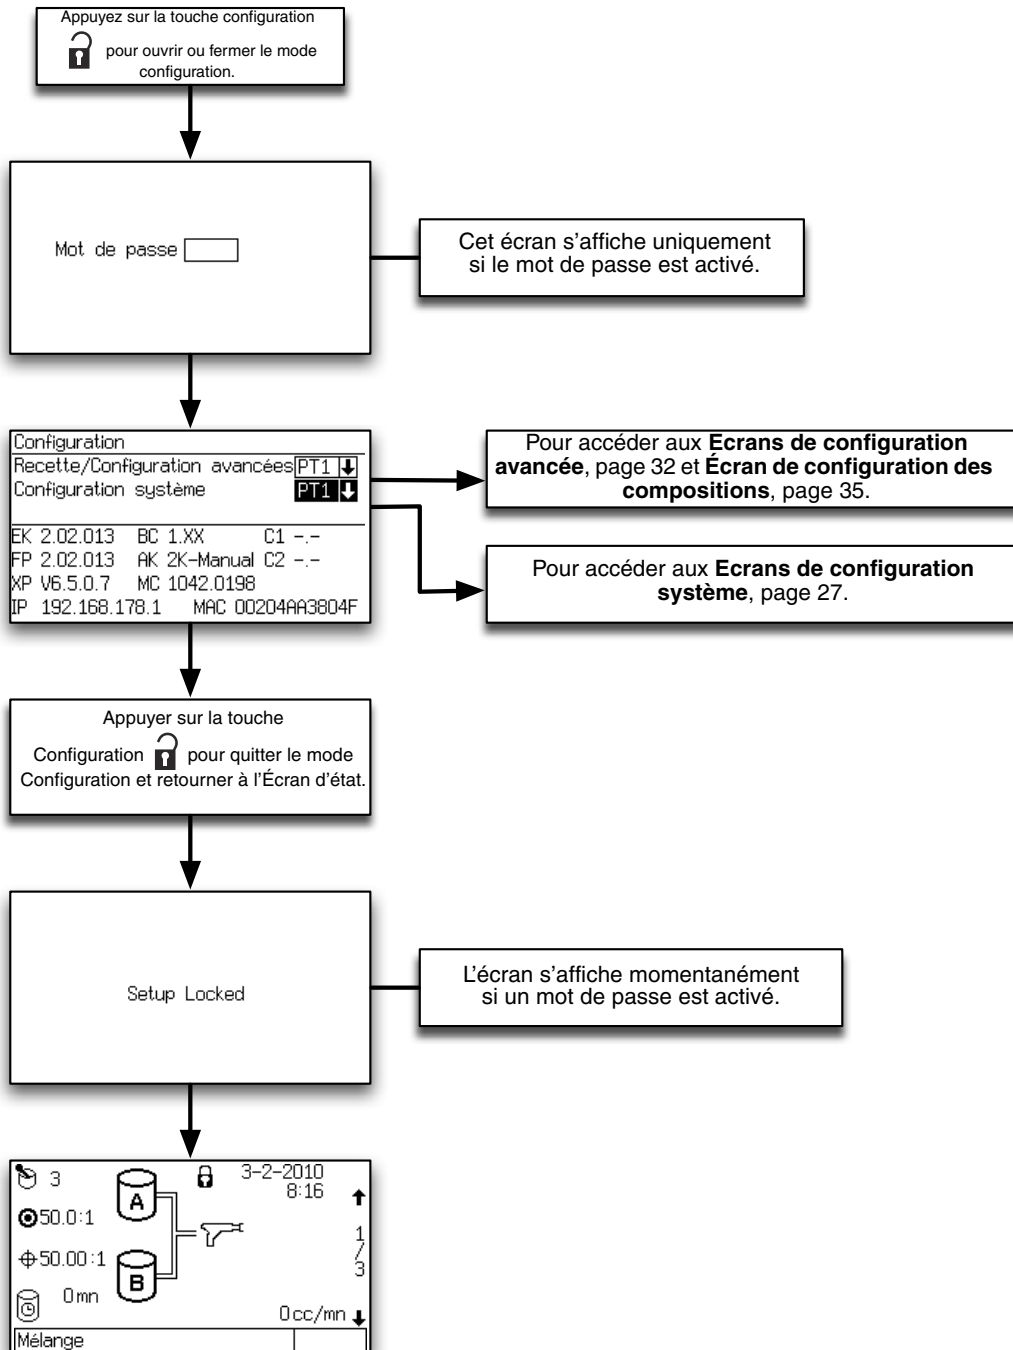 Appuyez sur la touche configuration
pour ouvrir ou fermer le mode
configuration.
Mot de passe
Cet écran s’affiche uniquement
si le mot de passe est activé.
Configuration
Recette/Configuration avancées PT1
Configuration système PT1
EK 2.02.013 BC 1.XX C1 -.-
FP 2.02.013 AK 2K-Manual C2 -.-
XP V6.5.0.7 MC 1042.0198
IP 192.168.178.1 MAC 00204AA3804F
Pour accéder aux Ecrans de configuration
avancée, page 32 et Écran de configuration des
compositions, page 35.
Pour accéder aux Ecrans de configuration
système, page 27.
Appuyer sur la touche
Configuration pour quitter le mode
Configuration et retourner à l’Écran d’état.
Setup Locked
L’écran s’affiche momentanément
si un mot de passe est activé.
3
A
3-2-2010
8:16
50.0:1
1/3
50.00:1
B
0mn
0cc/mn
Mélange